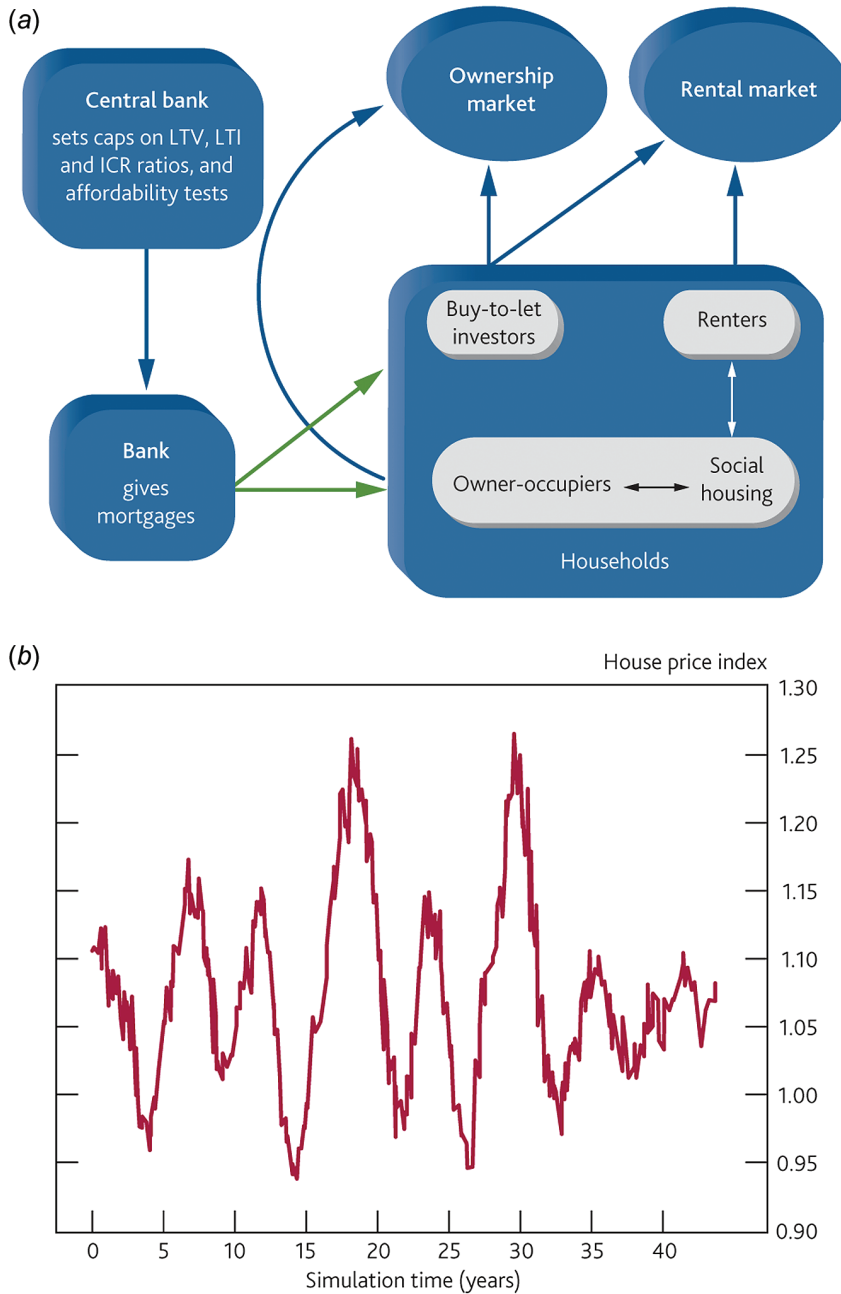 (a)
Central bank
sets caps on LTV, LTI
and ICR ratios, and
affordability tests
Ownership
market
Rental market
Buy-to-let
investors
Renters
Bank
gives
mortgages
Owner-occupiers
Social
housing
Households
(b)
House price index
1.30
1.25
1.20
1.15
1.10
1.05
1.00
0.95
0.90
0 5 10 15 20 25 30 35 40
Simulation time (years)